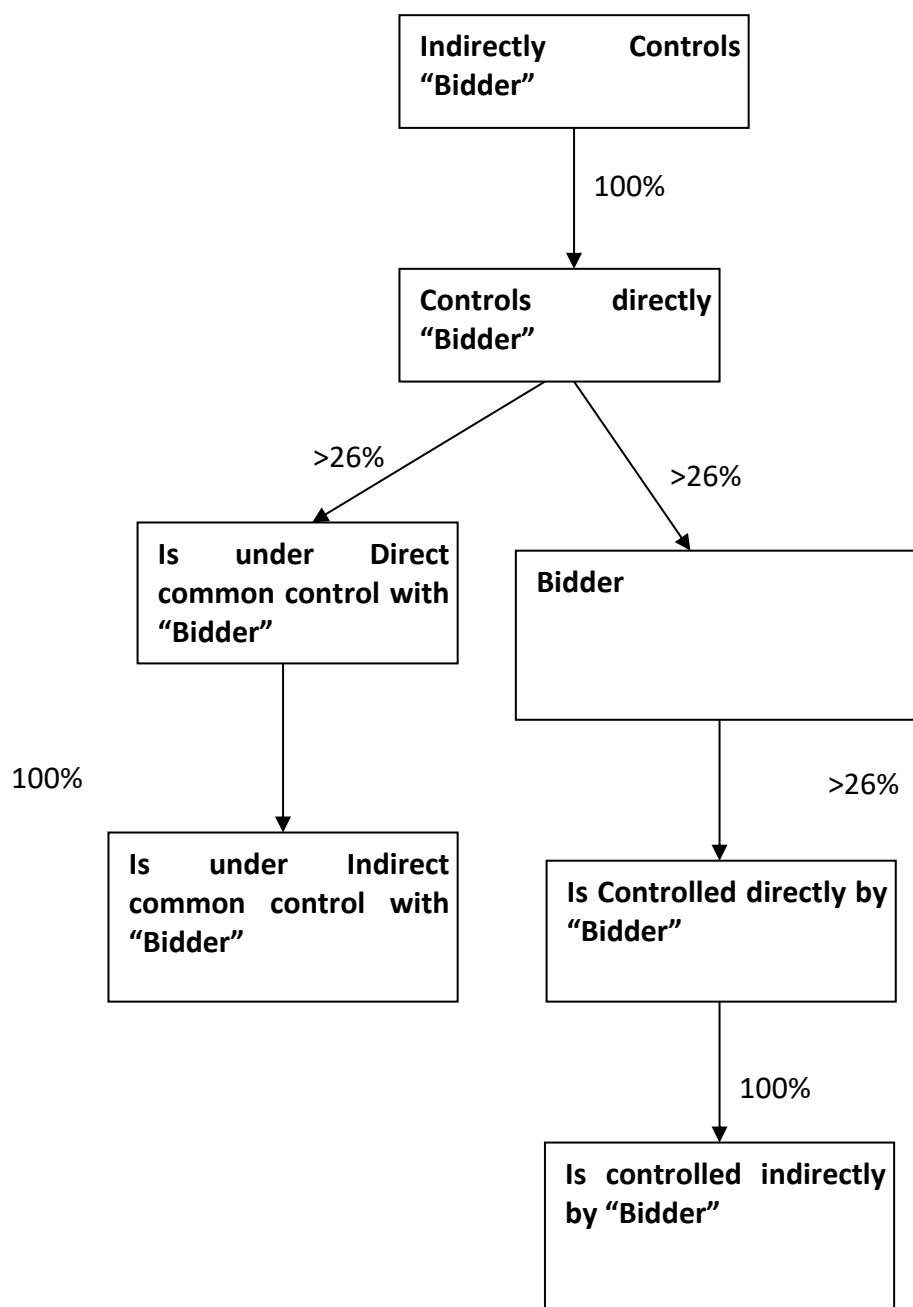 Indirectly Controls
“Bidder”
100%
Controls directly
“Bidder”
>26%
>26%
Is under Direct
common control with
“Bidder”
Bidder
100%
>26%
Is under Indirect
common control with
“Bidder”
Is Controlled directly by
“Bidder”
100%
Is controlled indirectly
by “Bidder”